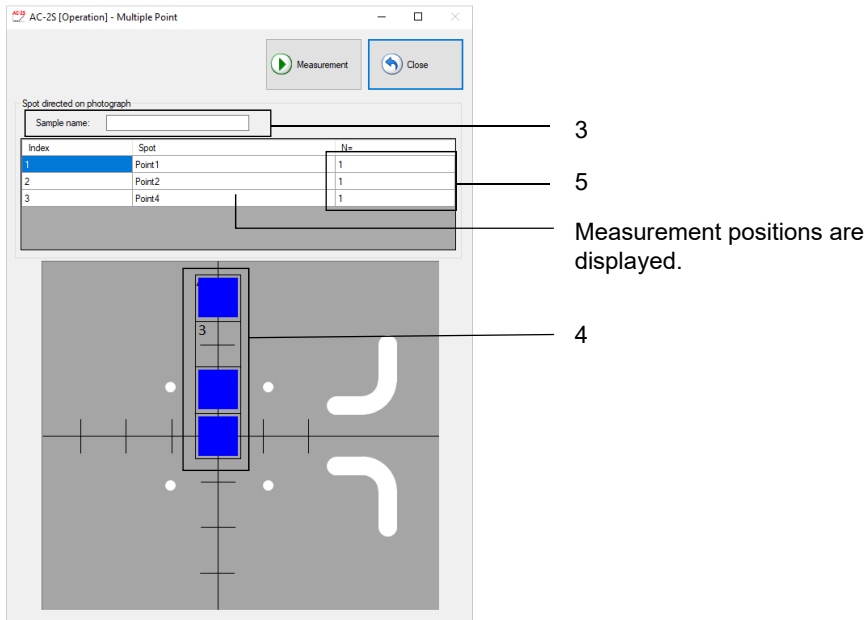 AC-2S [Operation] - Multiple Point
Measurement
Close
Spot directed on photograph
Sample name:
3
Index Spot N=
1 Point1 1
2 Point2 1
3 Point4 1
5
Measurement positions are
displayed.
3
4